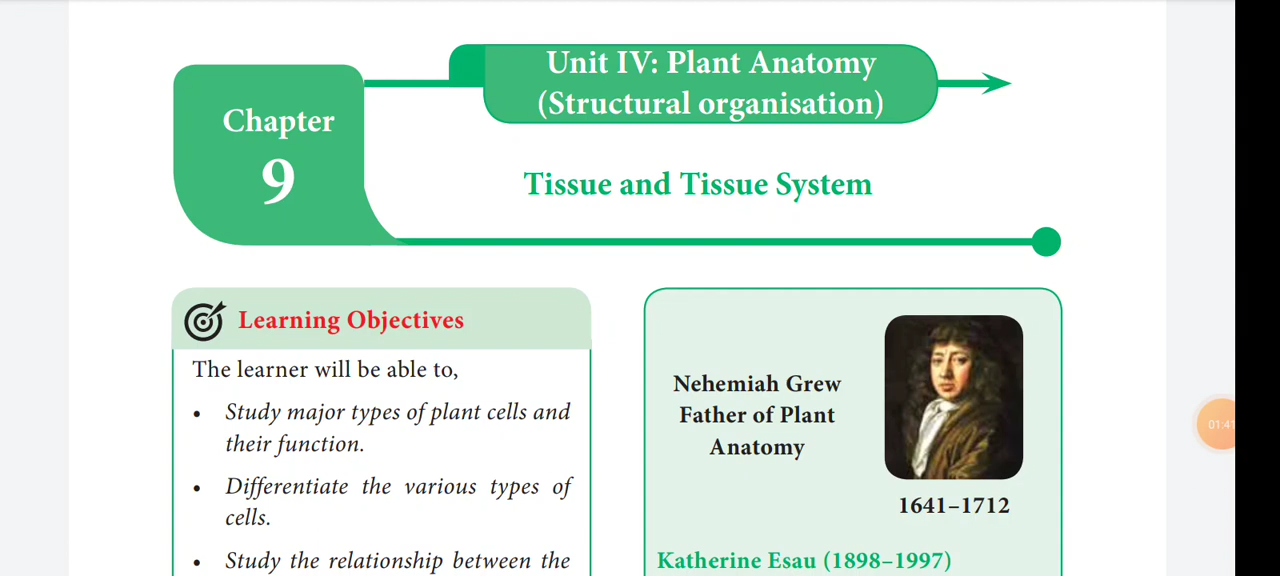 Chapter
9
Unit IV: Plant Anatomy
(Structural organisation)
Tissue and Tissue System
Learning Objectives
The learner will be able to,
• Study major types of plant cells and
their function.
• Differentiate the various types of
cells.
• Study the relationship between the
Nehemiah Grew
Father of Plant
Anatomy
1641–1712
Katherine Esau (1898–1997)
01:41